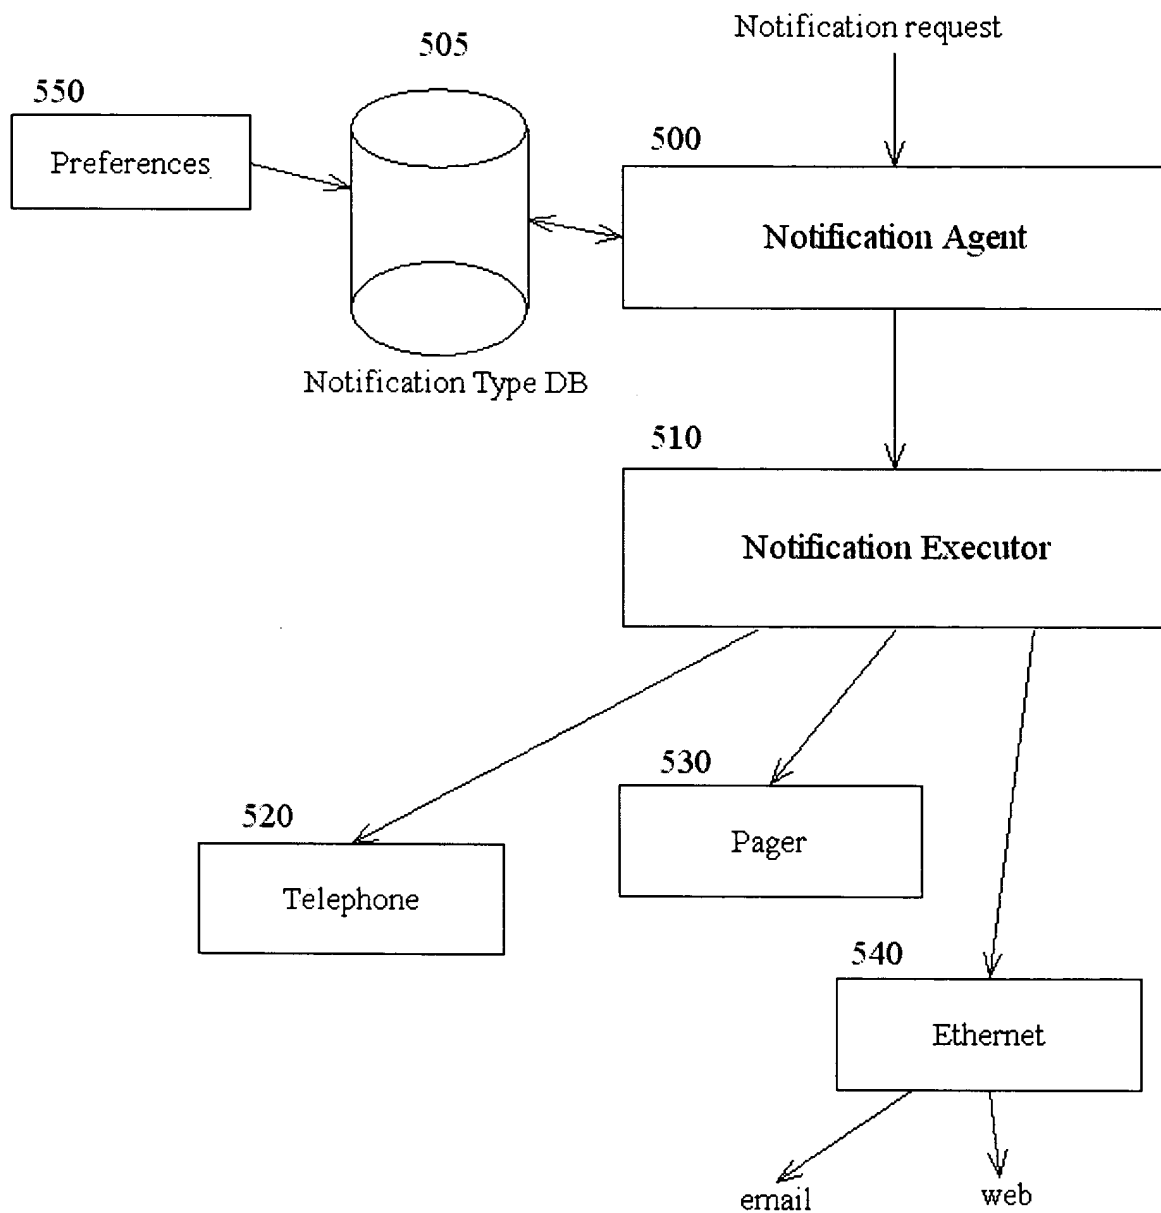 Notification request
505
550
Preferences
500
Notification Agent
Notification Type DB
510
Notification Executor
530
Pager
520
Telephone
540
Ethernet
email
web